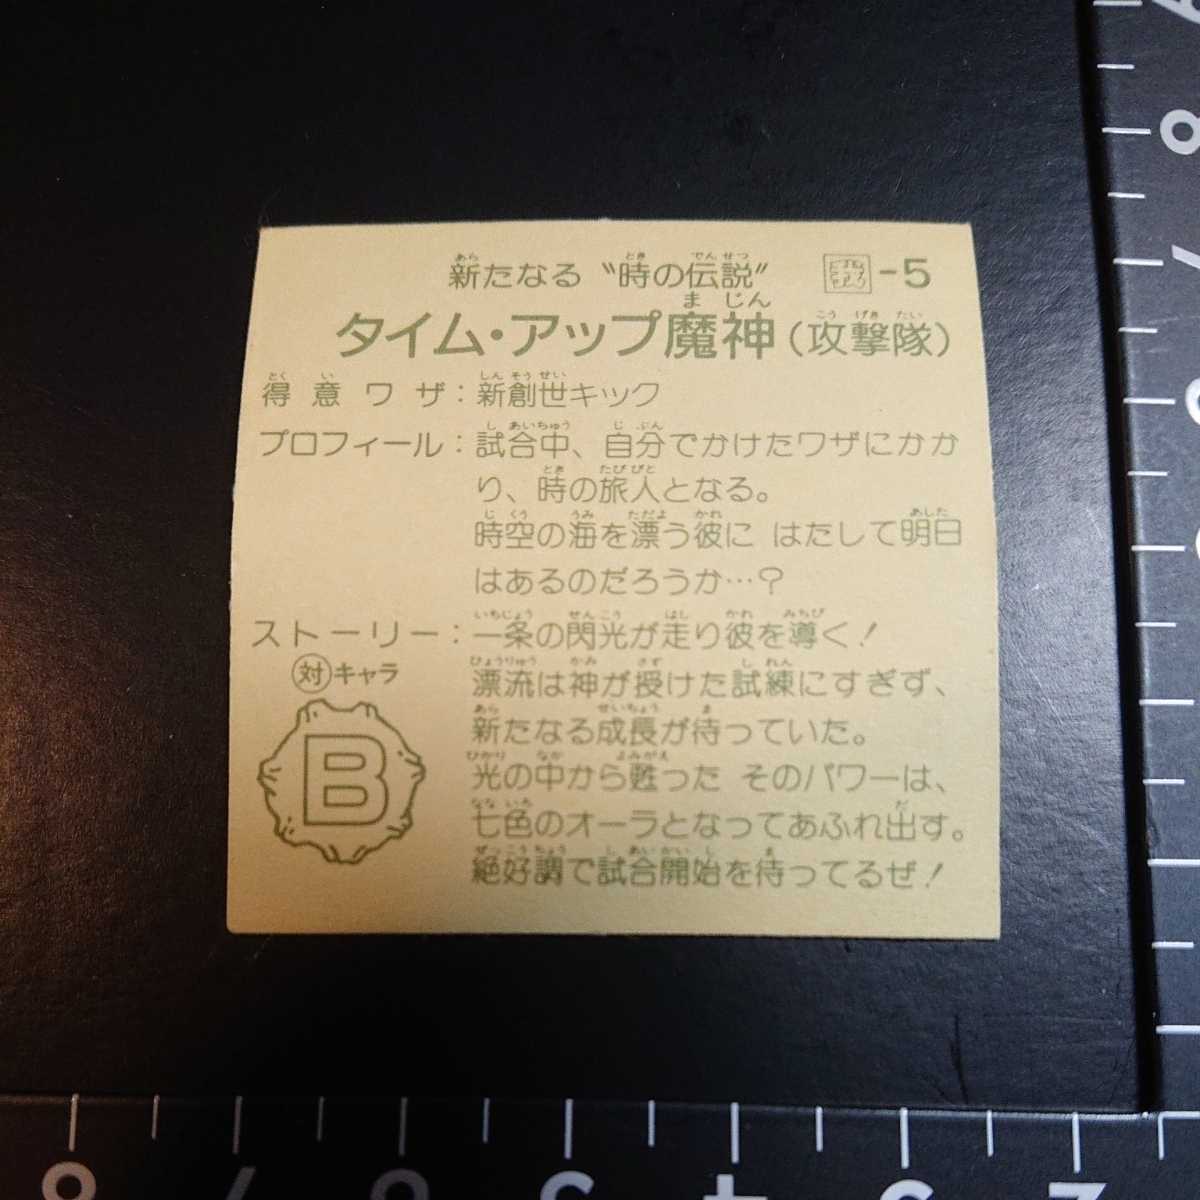 新たなる〝時の伝説〟 -5
タイム・アップ魔神(攻撃隊)
得意ワザ:新創世キック
プロフィール:試合中、自分でかけたワザにかか
り、時の旅人となる。
時空の海を漂う彼に はたして明日
はあるのだろうか…?
ストーリー:一条の閃光が走り彼を導く!
対キャラ
漂流は神が授けた試練にすぎず、
新たなる成長が待っていた。
光の中から甦った そのパワーは、
七色のオーラとなってあふれ出す。
絶好調で試合開始を待ってるぜ!
B